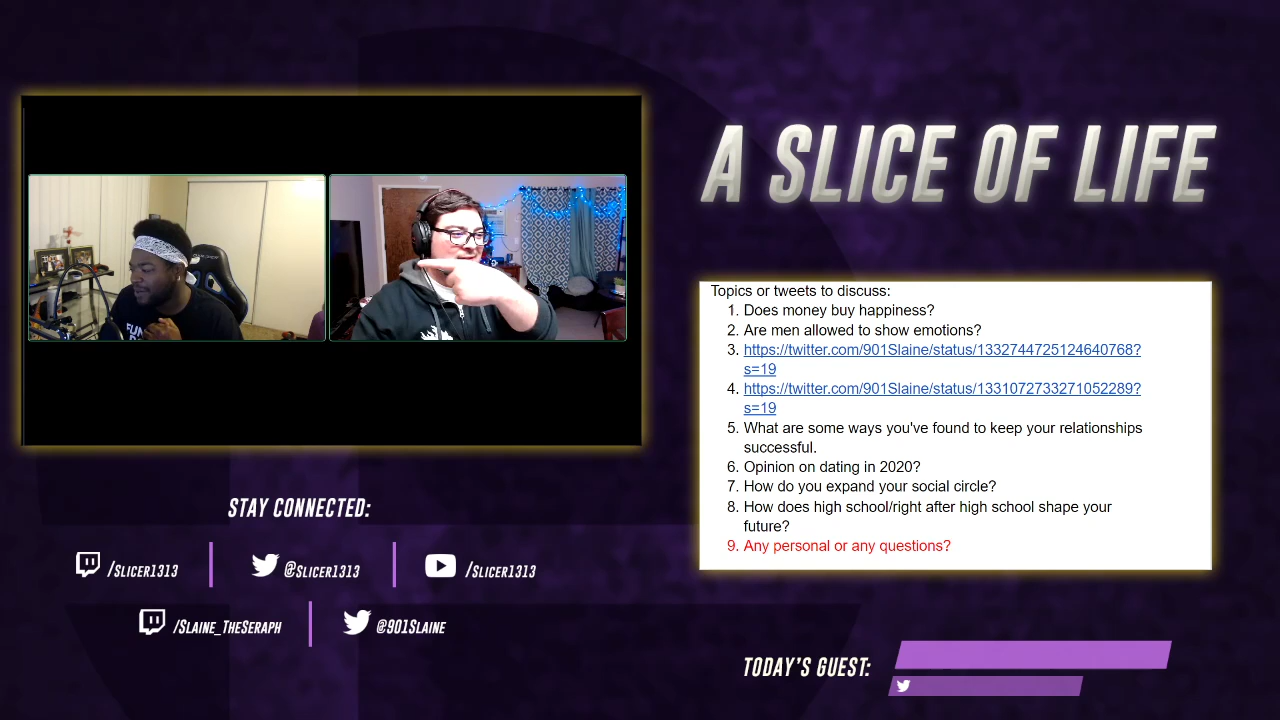 A SLICE OF LIFE
Topics or tweets to discuss:
1. Does money buy happiness?
2. Are men allowed to show emotions?
3. https://twitter.com/901Slaine/status/1332744725124640768?
s=19
4. https://twitter.com/901Slaine/status/1331072733271052289?
s=19
5. What are some ways you've found to keep your relationships
successful.
6. Opinion on dating in 2020?
7. How do you expand your social circle?
8. How does high school/right after high school shape your
future?
9. Any personal or any questions?
STAY CONNECTED:
/SLICER1313
@SLICER1313
/SLICER1313
/SLAINE_THESERAPH
@901SLAINE
TODAY'S GUEST: